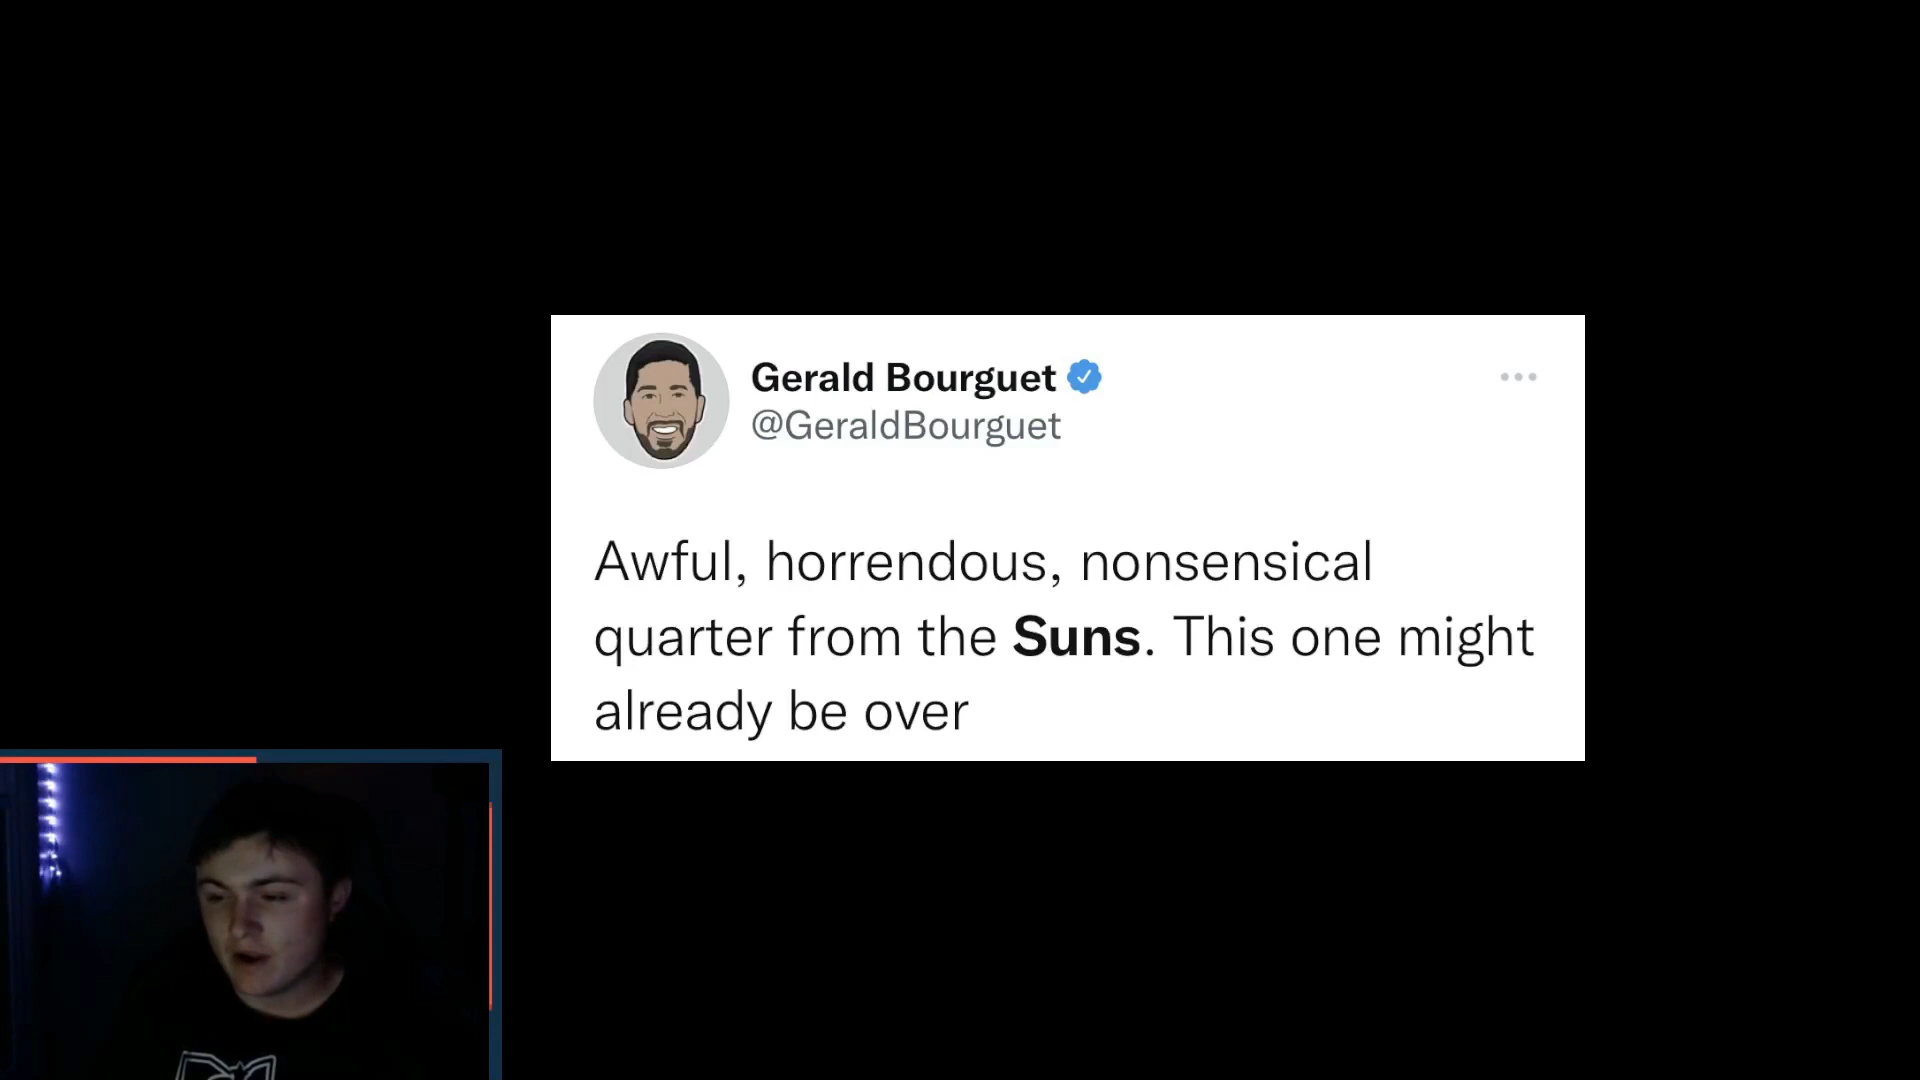 Gerald Bourguet
@GeraldBourguet
Awful, horrendous, nonsensical
quarter from the Suns. This one might
already be over